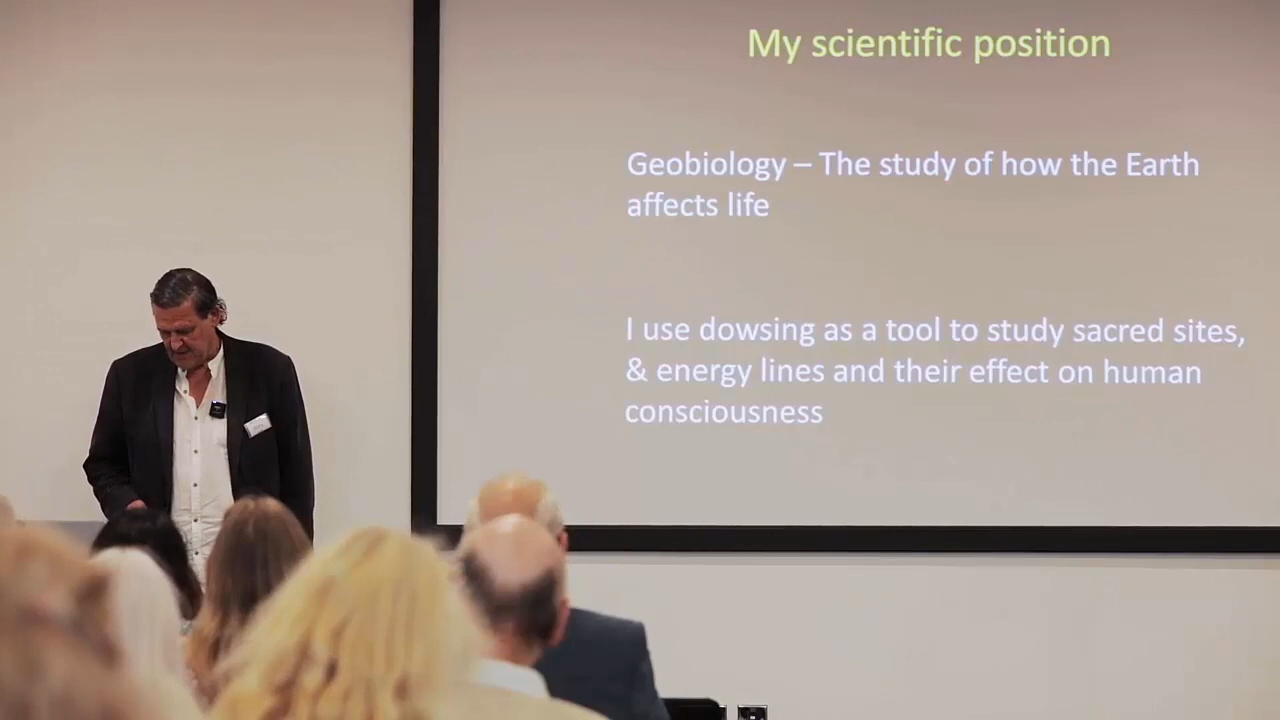 My scientific position
Geobiology – The study of how the Earth
affects life
I use dowsing as a tool to study sacred sites,
& energy lines and their effect on human
consciousness